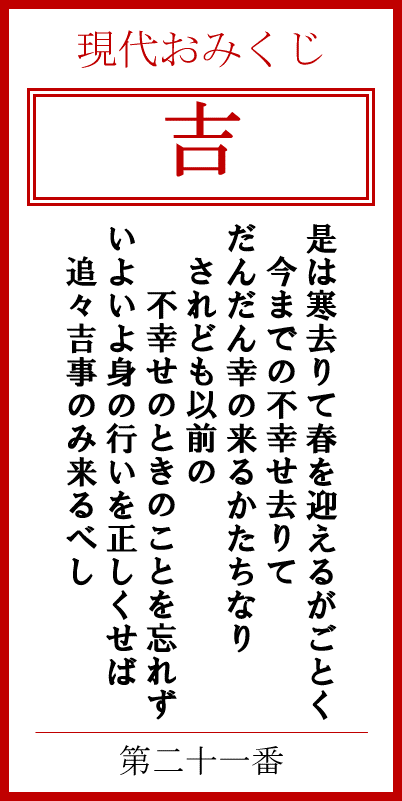 現代おみくじ
吉
是は寒去りて春を迎えるがごとく
今までの不幸せ去りて
だんだん幸の来るかたちなり
されども以前の
不幸せのときのことを忘れず
いよいよ身の行いを正しくせば
追々吉事のみ来るべし
第二十一番